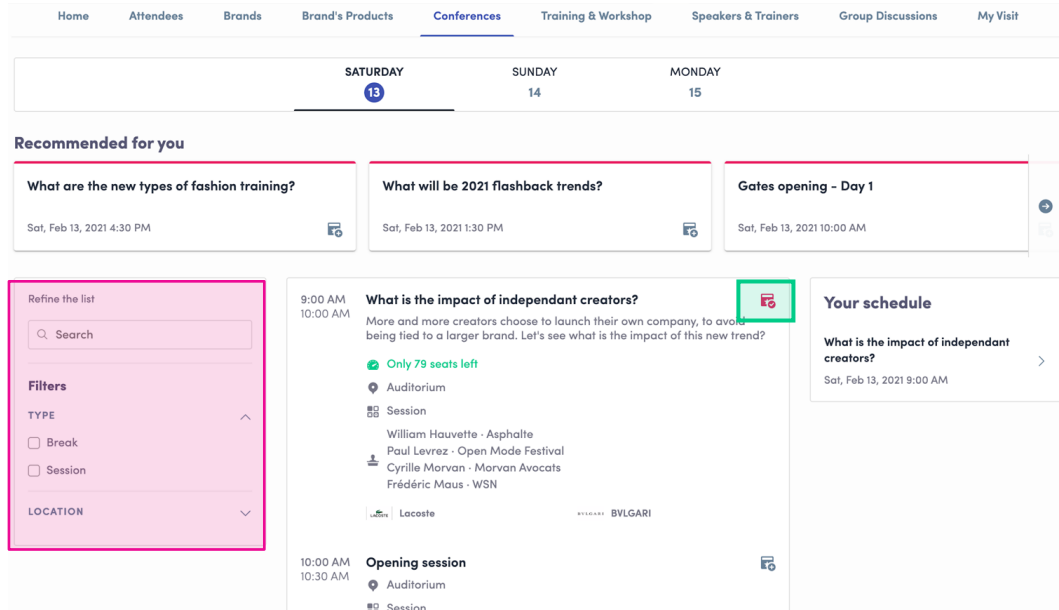 Home Attendees Brands Brand's Products Conferences Training & Workshop Speakers & Trainers Group Discussions My Visit
SATURDAY SUNDAY MONDAY
13 14 15
Recommended for you
What are the new types of fashion training?
Sat, Feb 13, 2021 4:30 PM
What will be 2021 flashback trends?
Sat, Feb 13, 2021 1:30 PM
Gates opening - Day 1
Sat, Feb 13, 2021 10:00 AM
Refine the list
Search
Filters
TYPE
Break
Session
LOCATION
9:00 AM
10:00 AM
What is the impact of independant creators?
More and more creators choose to launch their own company, to avoid
being tied to a larger brand. Let's see what is the impact of this new trend?
Only 79 seats left
Auditorium
Session
William Hauvette · Asphalte
Paul Levrez · Open Mode Festival
Cyrille Morvan · Morvan Avocats
Frédéric Maus · WSN
LACOSTE Lacoste BVLGARI BVLGARI
10:00 AM
10:30 AM
Opening session
Auditorium
Session
Your schedule
What is the impact of independant
creators?
Sat, Feb 13, 2021 9:00 AM